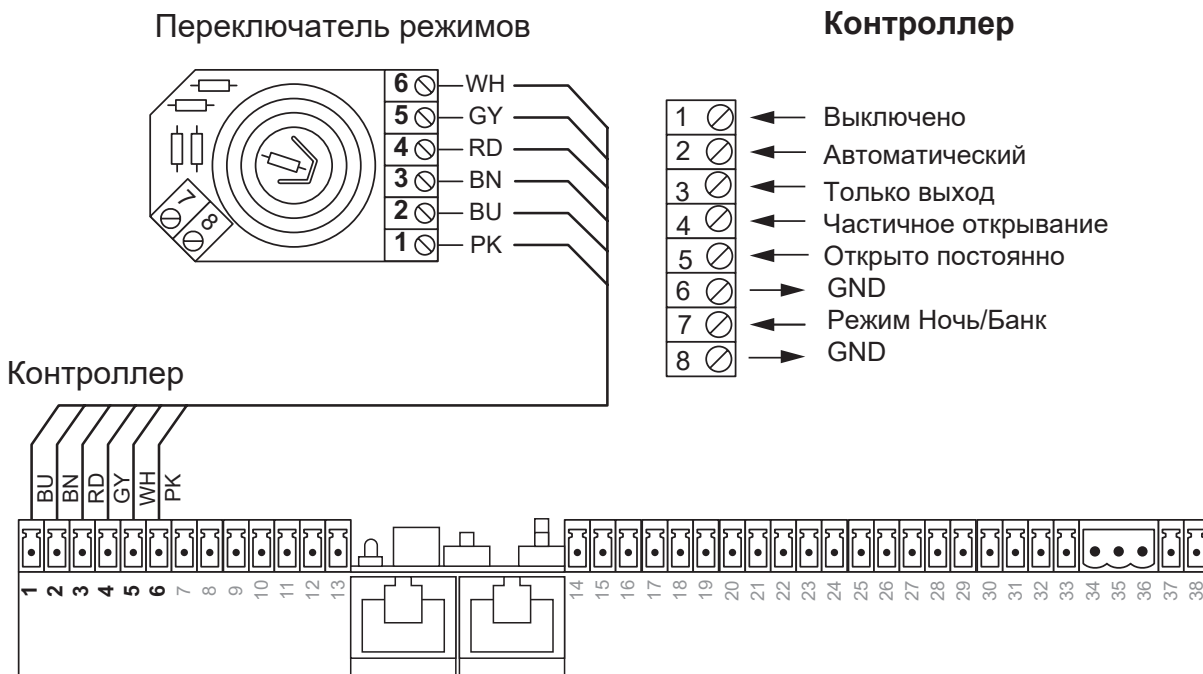 Переключатель режимов
6 WH
5 GY
4 RD
3 BN
2 BU
1 PK
7
8
Контроллер
1 Выключено
2 Автоматический
3 Только выход
4 Частичное открывание
5 Открыто постоянно
6 GND
7 Режим Ночь/Банк
8 GND
Контроллер
BU BN RD GY WH PK
1 2 3 4 5 6 7 8 9 10 11 12 13 14 15 16 17 18 19 20 21 22 23 24 25 26 27 28 29 30 31 32 33 34 35 36 37 38